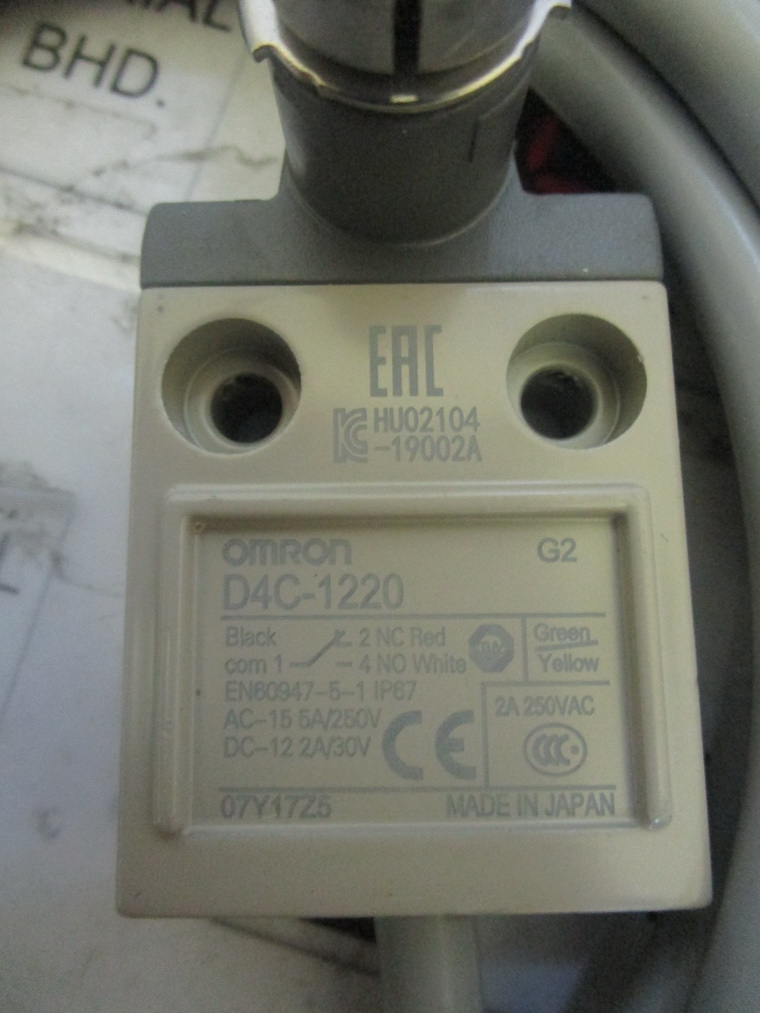 BHD.
EAC
HU02104
-19002A
OMRON G2
D4C-1220
Black 2 NC Red
com 1 4 NO White
Green
Yellow
EN60947-5-1 IP67
AC-15 5A/250V
DC-12 2A/30V
CE
2A 250VAC
CCC
07Y17Z5 MADE IN JAPAN